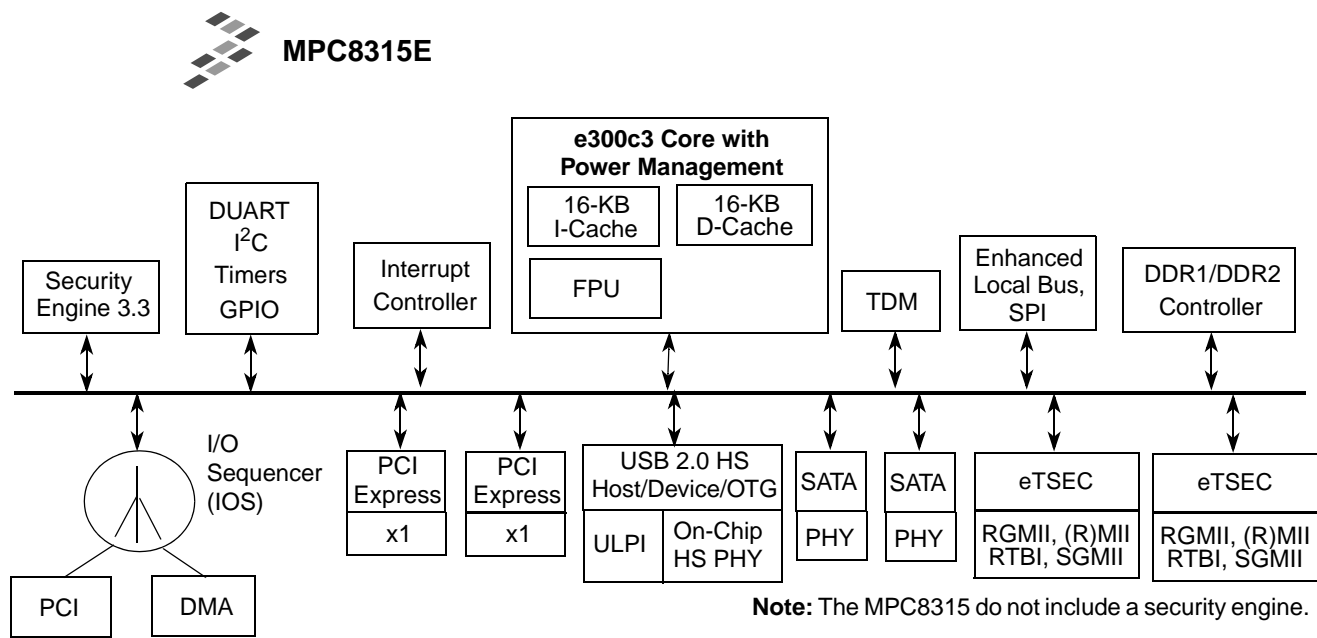 MPC8315E
e300c3 Core with
Power Management
16-KB
I-Cache
16-KB
D-Cache
FPU
DUART
I²C
Timers
GPIO
Security
Engine 3.3
Interrupt
Controller
TDM
Enhanced
Local Bus,
SPI
DDR1/DDR2
Controller
I/O
Sequencer
(IOS)
PCI
DMA
PCI
Express
x1
PCI
Express
x1
USB 2.0 HS
Host/Device/OTG
ULPI
On-Chip
HS PHY
SATA
PHY
SATA
PHY
eTSEC
RGMII, (R)MII
RTBI, SGMII
eTSEC
RGMII, (R)MII
RTBI, SGMII
Note: The MPC8315 do not include a security engine.